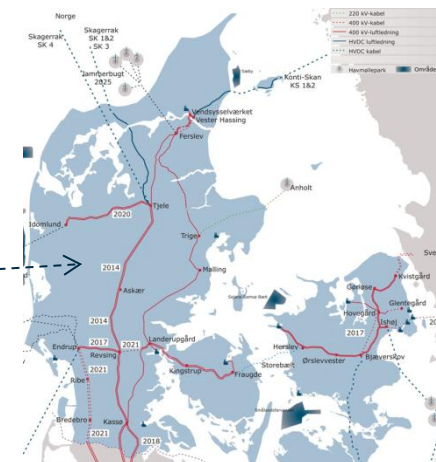 Norge
Skagerrak
SK 4
Skagerrak
SK 1&2
SK 3
Jammerbugt
2025
220 kV-kabel
400 kV-kabel
400 kV-luftledning
HVDC luftledning
HVDC kabel
Havmøllepark
Område
Konti-Skan
KS 1&2
Vendsysselværket
Vester Hassing
Ferslev
Anholt
Tjele
Idomlund
2020
Trige
2014
Malling
Askær
2014
2017
Endrup
Revsing
2021
Landerupgård
Ribe
2021
Kingstrup
Fraugde
Bredebro
2021
Kassø
2018
Storebælt
Herslev
Ørslevvester
Bjæverskov
2017
Ishøj
Hovegård
Glentegård
Gørløse
Kvistgård
Sve